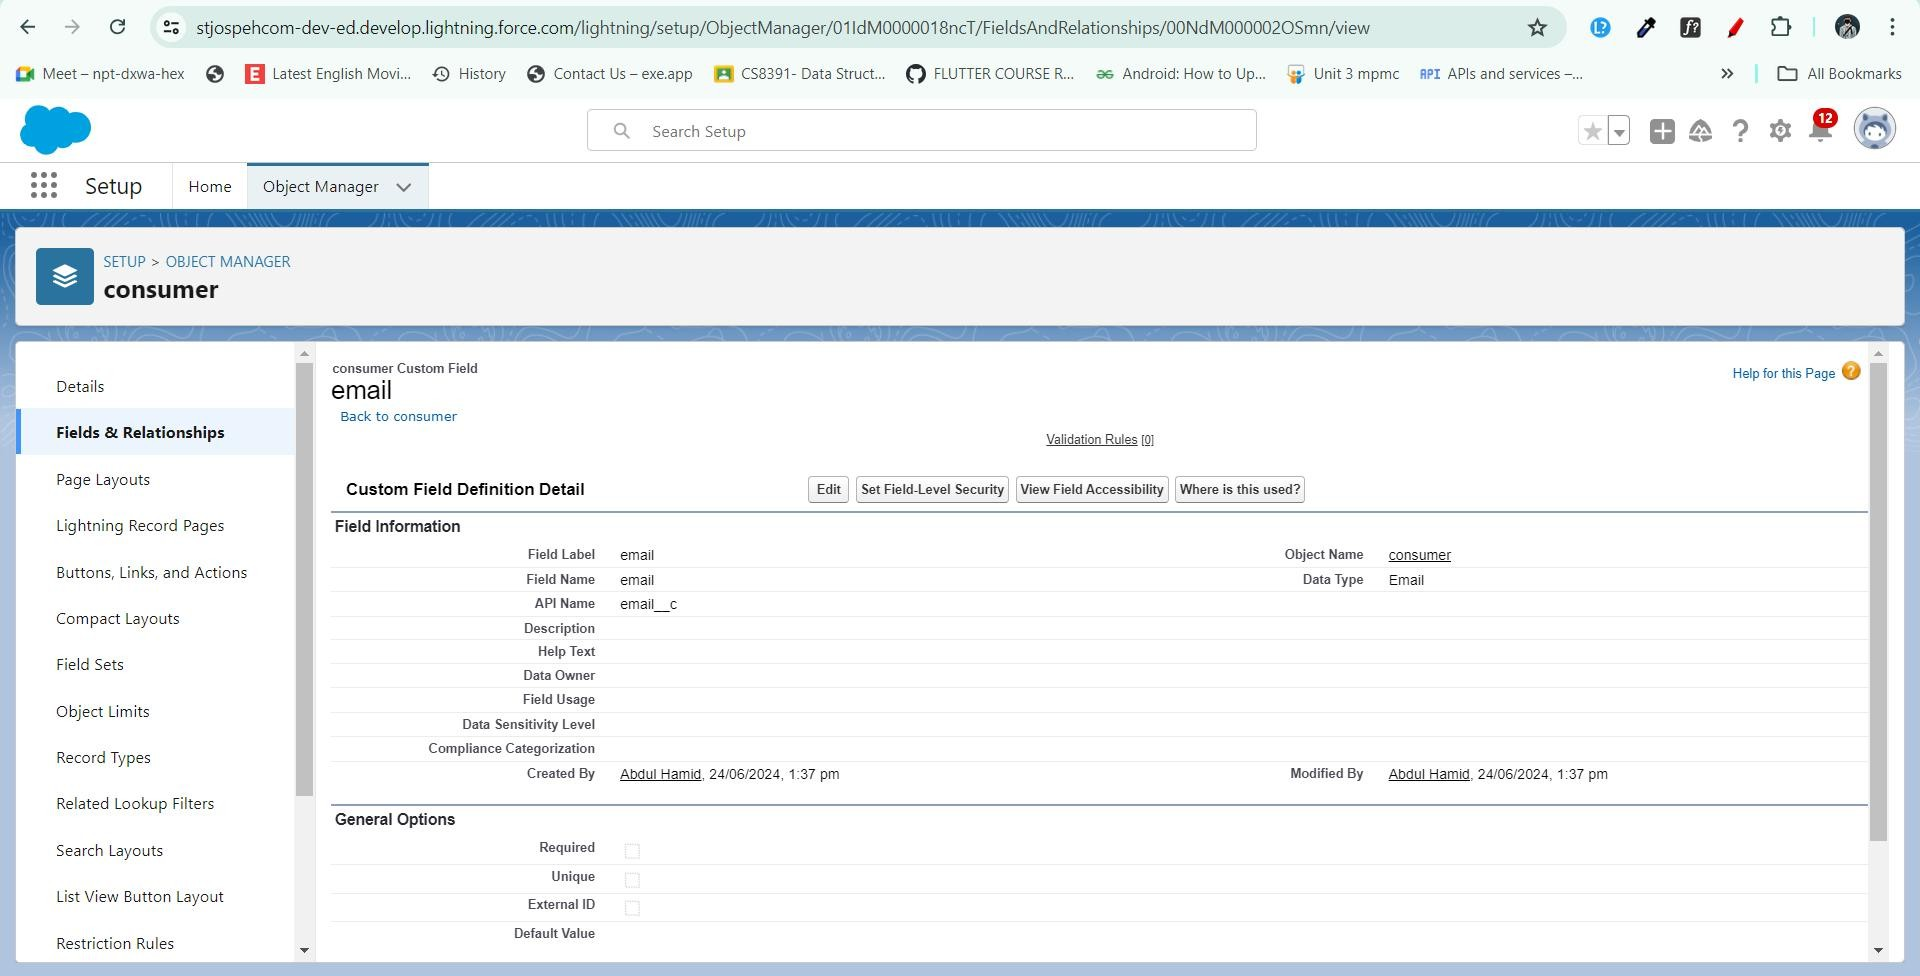 stjospehcom-dev-ed.develop.lightning.force.com/lightning/setup/ObjectManager/01IdM0000018ncT/FieldsAndRelationships/00NdM000002OSmn/view
Meet – npt-dxwa-hex
Latest English Movi...
History
Contact Us – exe.app
CS8391- Data Struct...
FLUTTER COURSE R...
Android: How to Up...
Unit 3 mpmc
API APIs and services –...
All Bookmarks
Search Setup
12
Setup
Home
Object Manager
SETUP > OBJECT MANAGER
consumer
Details
Fields & Relationships
Page Layouts
Lightning Record Pages
Buttons, Links, and Actions
Compact Layouts
Field Sets
Object Limits
Record Types
Related Lookup Filters
Search Layouts
List View Button Layout
Restriction Rules
consumer Custom Field
email
Back to consumer
Help for this Page
Validation Rules [0]
Custom Field Definition Detail
Edit
Set Field-Level Security
View Field Accessibility
Where is this used?
Field Information
Field Label email Object Name consumer
Field Name email Data Type Email
API Name email__c
Description
Help Text
Data Owner
Field Usage
Data Sensitivity Level
Compliance Categorization
Created By Abdul Hamid, 24/06/2024, 1:37 pm Modified By Abdul Hamid, 24/06/2024, 1:37 pm
General Options
Required
Unique
External ID
Default Value